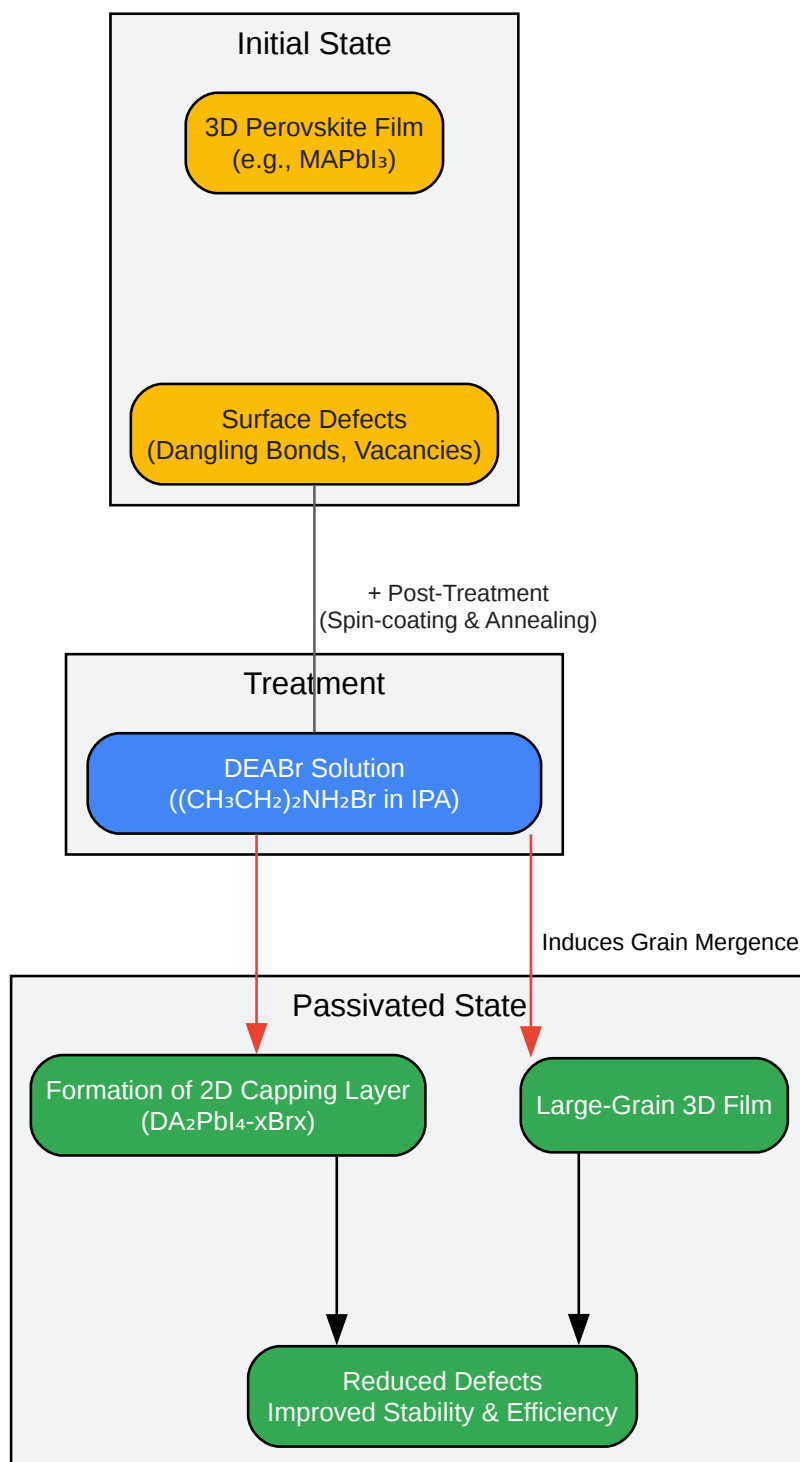 Initial State
3D Perovskite Film
(e.g., MAPbI₃)
Surface Defects
(Dangling Bonds, Vacancies)
+ Post-Treatment
(Spin-coating & Annealing)
Treatment
DEABr Solution
((CH₃CH₂)₂NH₂Br in IPA)
Induces Grain Mergence
Passivated State
Formation of 2D Capping Layer
(DA₂PbI₄-xBrx)
Large-Grain 3D Film
Reduced Defects
Improved Stability & Efficiency